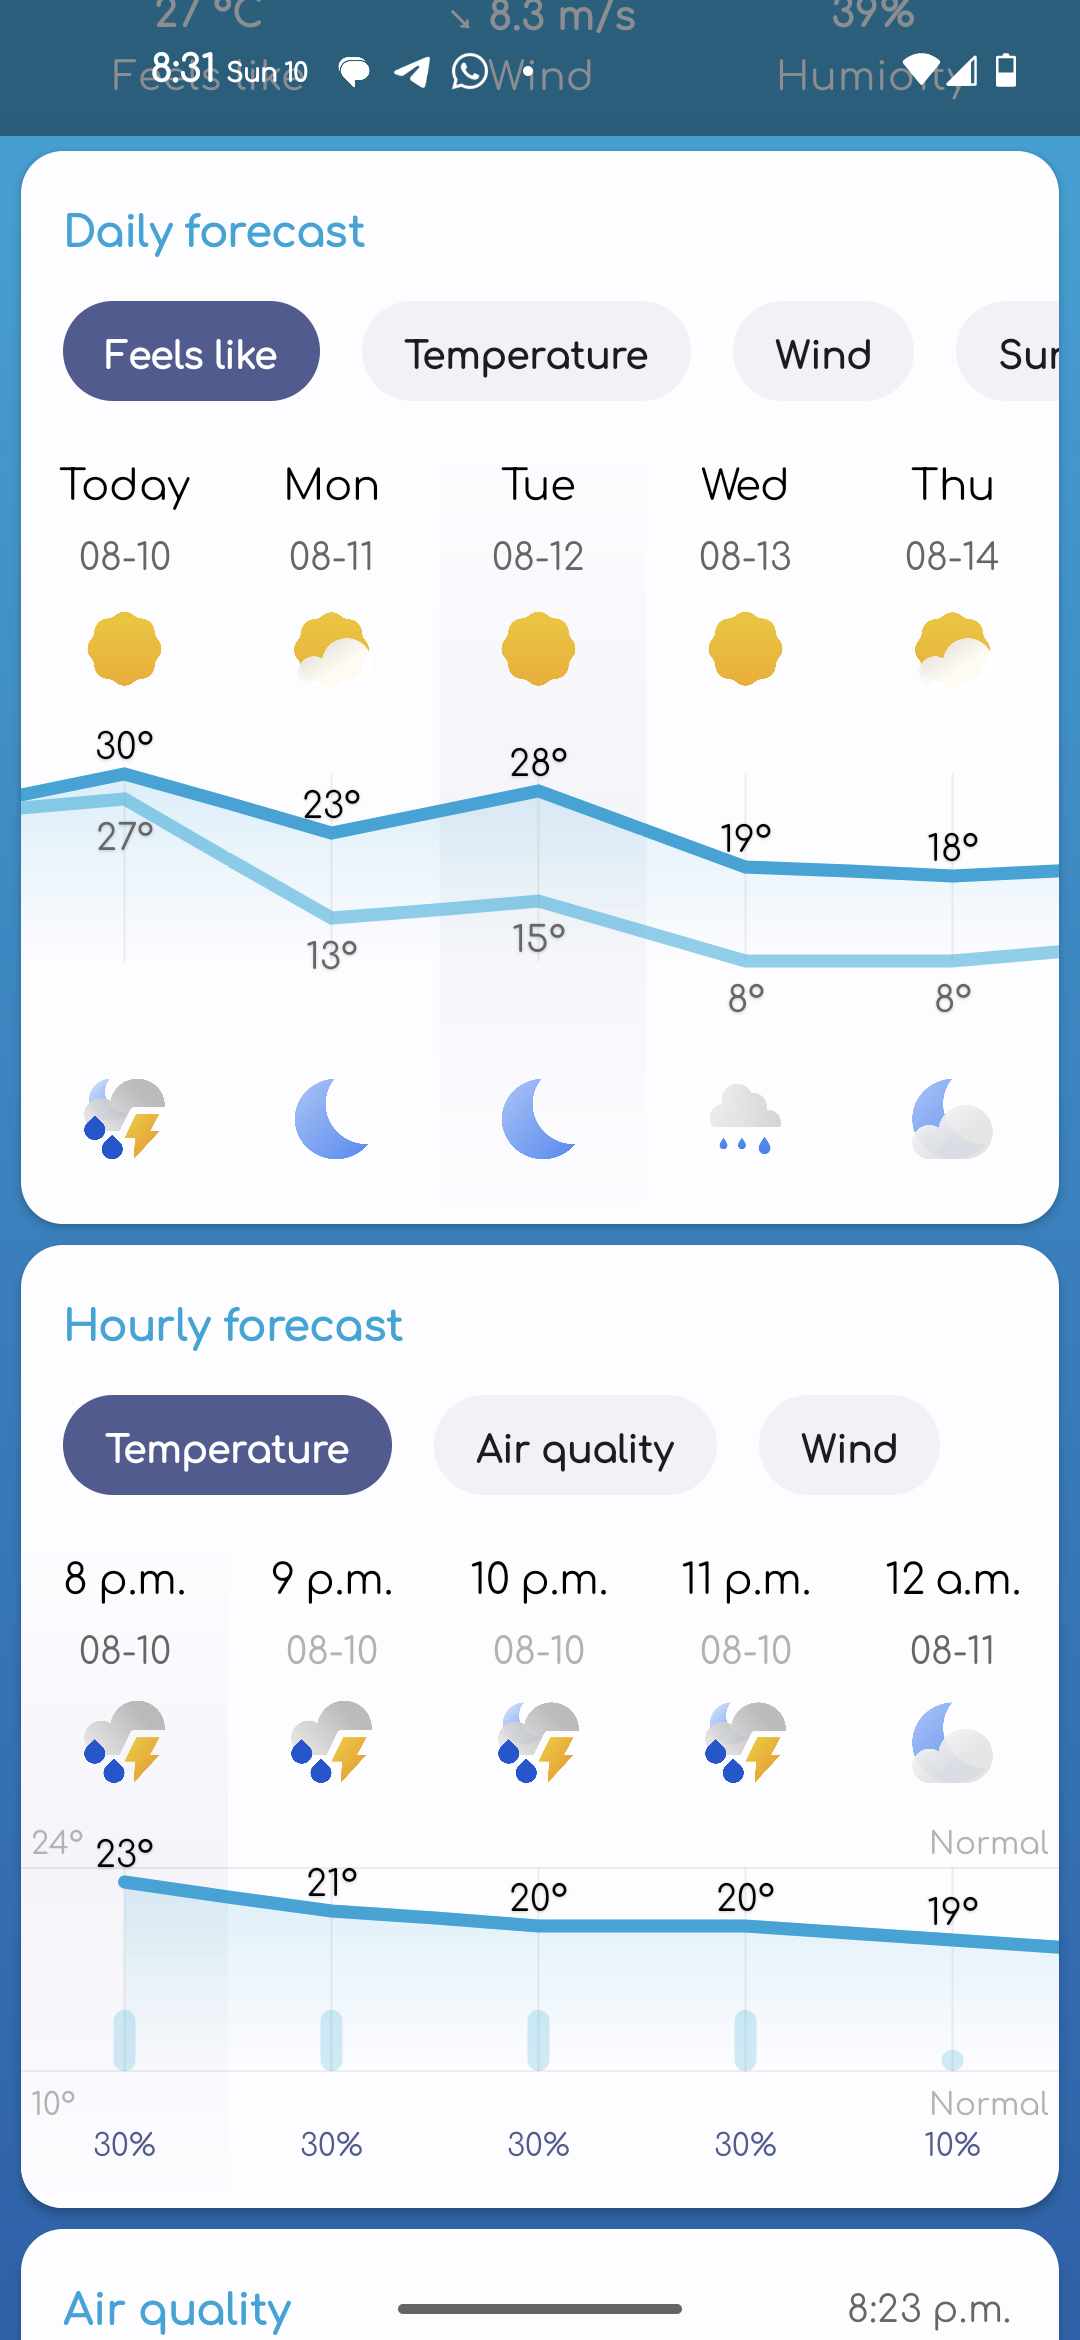 27 °C ↘ 8.3 m/s 39%
Feels like Wind Humidity
8:31 Sun 10
Daily forecast
Feels like Temperature Wind Sun
Today Mon Tue Wed Thu
08-10 08-11 08-12 08-13 08-14
30° 23° 28° 19° 18°
27° 13° 15° 8° 8°
Hourly forecast
Temperature Air quality Wind
8 p.m. 9 p.m. 10 p.m. 11 p.m. 12 a.m.
08-10 08-10 08-10 08-10 08-11
24° Normal
23° 21° 20° 20° 19°
10° Normal
30% 30% 30% 30% 10%
Air quality 8:23 p.m.